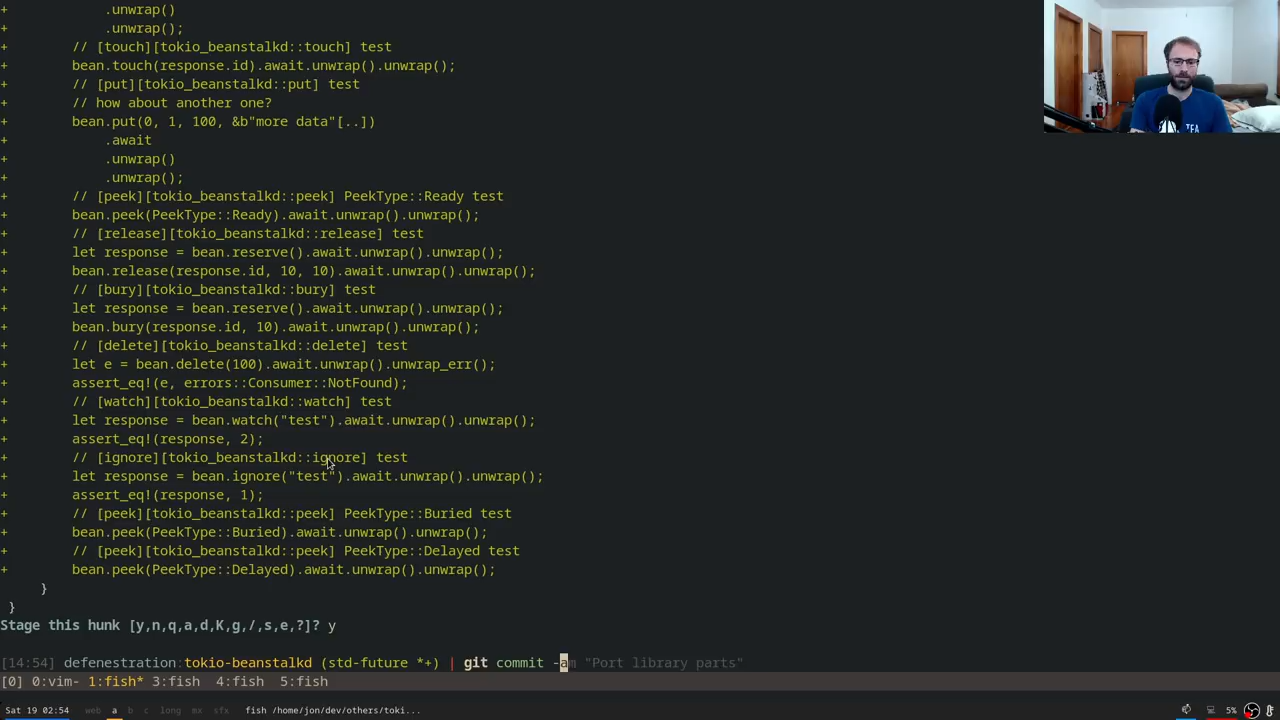 +            .unwrap()
+            .unwrap();
+        // [touch][tokio_beanstalkd::touch] test
+        bean.touch(response.id).await.unwrap().unwrap();
+        // [put][tokio_beanstalkd::put] test
+        // how about another one?
+        bean.put(0, 1, 100, &b"more data"[..])
+            .await
+            .unwrap()
+            .unwrap();
+        // [peek][tokio_beanstalkd::peek] PeekType::Ready test
+        bean.peek(PeekType::Ready).await.unwrap().unwrap();
+        // [release][tokio_beanstalkd::release] test
+        let response = bean.reserve().await.unwrap().unwrap();
+        bean.release(response.id, 10, 10).await.unwrap().unwrap();
+        // [bury][tokio_beanstalkd::bury] test
+        let response = bean.reserve().await.unwrap().unwrap();
+        bean.bury(response.id, 10).await.unwrap().unwrap();
+        // [delete][tokio_beanstalkd::delete] test
+        let e = bean.delete(100).await.unwrap().unwrap_err();
+        assert_eq!(e, errors::Consumer::NotFound);
+        // [watch][tokio_beanstalkd::watch] test
+        let response = bean.watch("test").await.unwrap().unwrap();
+        assert_eq!(response, 2);
+        // [ignore][tokio_beanstalkd::ignore] test
+        let response = bean.ignore("test").await.unwrap().unwrap();
+        assert_eq!(response, 1);
+        // [peek][tokio_beanstalkd::peek] PeekType::Buried test
+        bean.peek(PeekType::Buried).await.unwrap().unwrap();
+        // [peek][tokio_beanstalkd::peek] PeekType::Delayed test
+        bean.peek(PeekType::Delayed).await.unwrap().unwrap();
     }
 }
Stage this hunk [y,n,q,a,d,K,g,/,s,e,?]? y
[14:54] defenestration:tokio-beanstalkd (std-future *+) | git commit -am "Port library parts"
[0] 0:vim- 1:fish* 3:fish 4:fish 5:fish
Sat 19 02:54 web a b c long mx sfx fish /home/jon/dev/others/toki... 5%
TEA